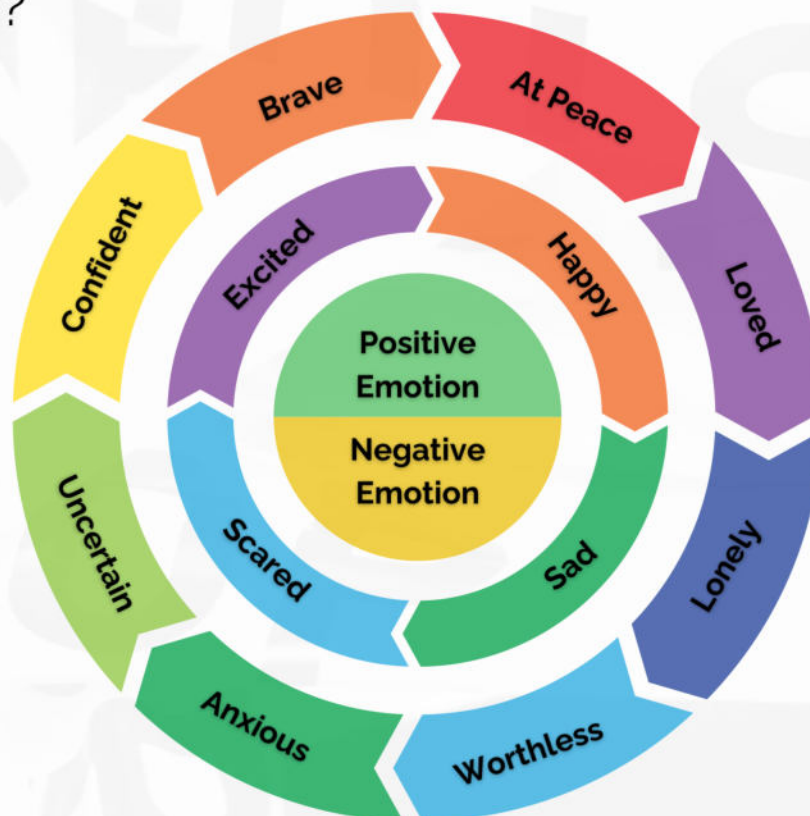 ?
Brave
At Peace
Confident
Excited
Happy
Loved
Positive
Emotion
Negative
Emotion
Uncertain
Scared
Sad
Lonely
Anxious
Worthless